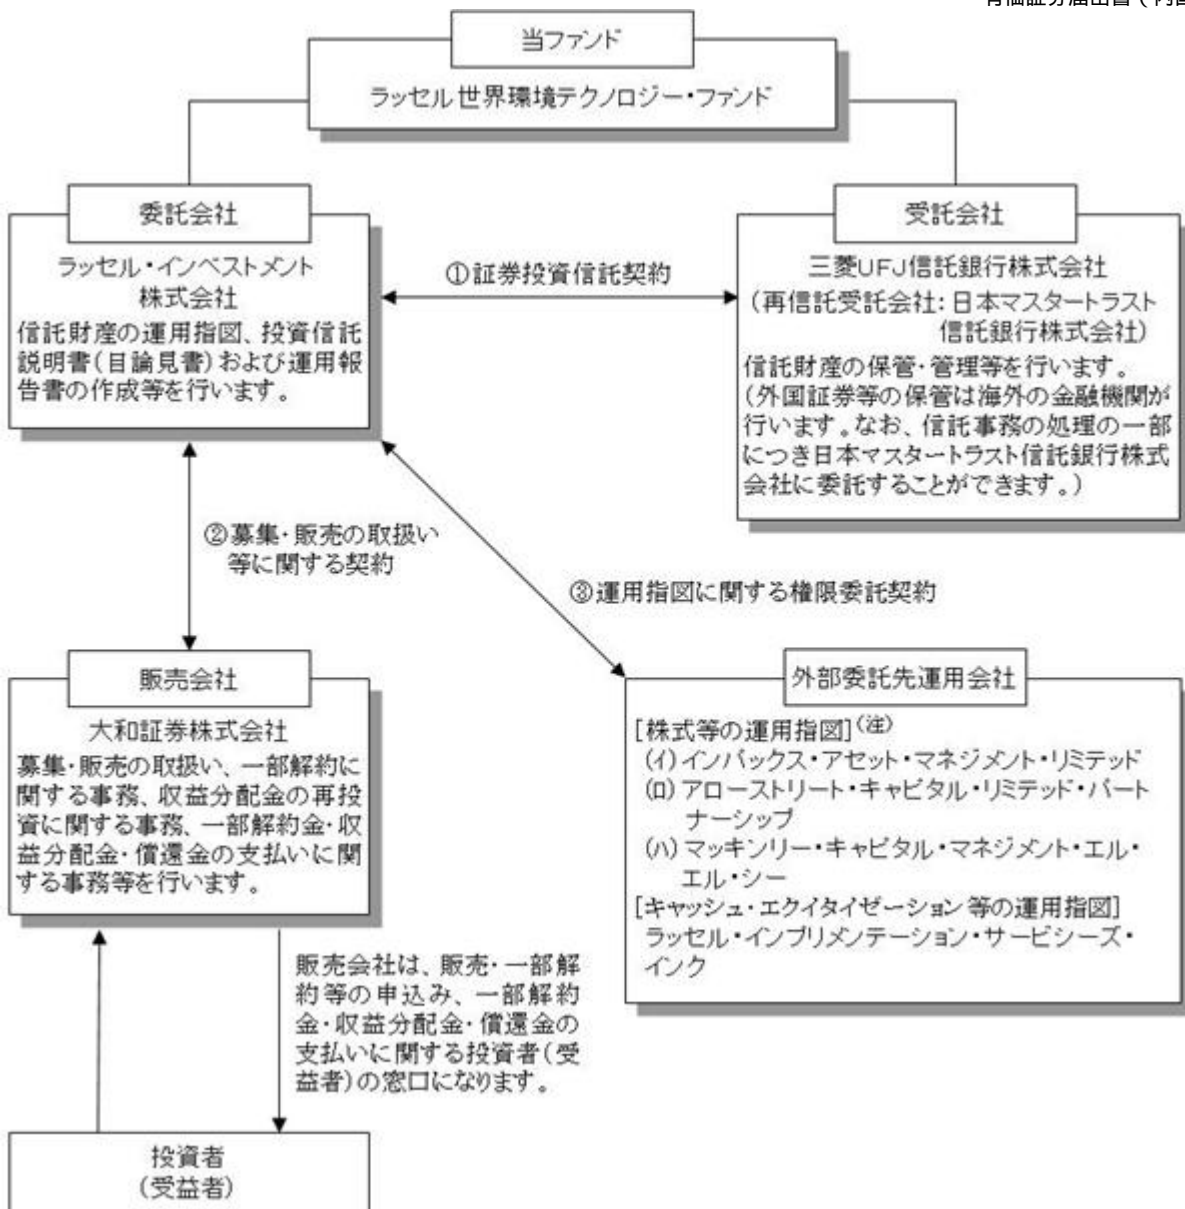 当ファンド
ラッセル世界環境テクノロジー・ファンド
委託会社
ラッセル・インベストメント
株式会社
信託財産の運用指図、投資信託
説明書(目論見書)および運用報
告書の作成等を行います。
①証券投資信託契約
受託会社
三菱UFJ信託銀行株式会社
(再信託受託会社:日本マスタートラスト
信託銀行株式会社)
信託財産の保管・管理等を行います。
(外国証券等の保管は海外の金融機関が
行います。なお、信託事務の処理の一部
につき日本マスタートラスト信託銀行株式
会社に委託することができます。)
②募集・販売の取扱い
等に関する契約
③運用指図に関する権限委託契約
販売会社
大和証券株式会社
募集・販売の取扱い、一部解約に
関する事務、収益分配金の再投
資に関する事務、一部解約金・収
益分配金・償還金の支払いに関
する事務等を行います。
外部委託先運用会社
[株式等の運用指図](注)
(イ)インパックス・アセット・マネジメント・リミテッド
(ロ)アローストリート・キャピタル・リミテッド・パート
ナーシップ
(ハ)マッキンリー・キャピタル・マネジメント・エル・
エル・シー
[キャッシュ・エクイタイゼーション等の運用指図]
ラッセル・インプリメンテーション・サービシーズ・
インク
販売会社は、販売・一部解
約等の申込み、一部解約
金・収益分配金・償還金の
支払いに関する投資者(受
益者)の窓口になります。
投資者
(受益者)